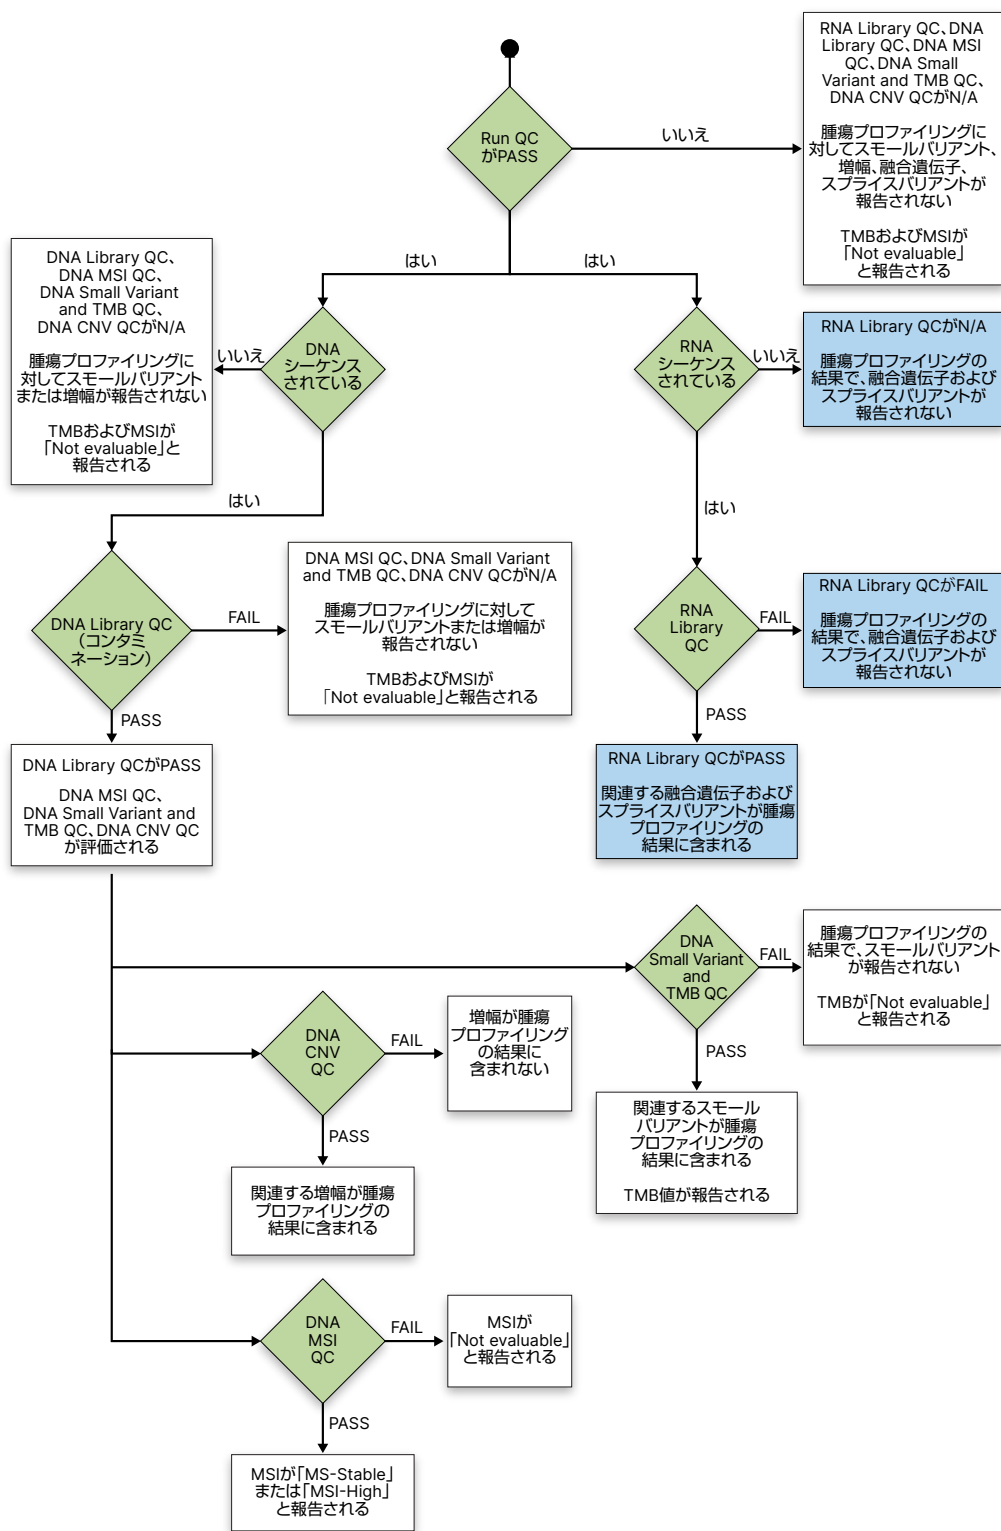 RNA Library QC、DNA
Library QC、DNA MSI
QC、DNA Small
Variant and TMB QC、
DNA CNV QCがN/A
腫瘍プロファイリングに
対してスモールバリアント、
増幅、融合遺伝子、
スプライスバリアントが
報告されない
TMBおよびMSIが
「Not evaluable」
と報告される
Run QC
がPASS
いいえ
はい
はい
DNA Library QC、
DNA MSI QC、
DNA Small Variant
and TMB QC、
DNA CNV QCがN/A
腫瘍プロファイリングに
対してスモールバリアント
または増幅が報告されない
TMBおよびMSIが
「Not evaluable」と
報告される
いいえ
DNA
シーケンス
されている
RNA
シーケンス
されている
いいえ
RNA Library QCがN/A
腫瘍プロファイリングの
結果で、融合遺伝子および
スプライスバリアントが
報告されない
はい
はい
DNA Library QC
（コンタミ
ネーション）
FAIL
DNA MSI QC、DNA Small Variant
and TMB QC、DNA CNV QCがN/A
腫瘍プロファイリングに対して
スモールバリアントまたは増幅が
報告されない
TMBおよびMSIが
「Not evaluable」と報告される
RNA
Library
QC
FAIL
RNA Library QCがFAIL
腫瘍プロファイリングの
結果で、融合遺伝子および
スプライスバリアントが
報告されない
PASS
PASS
DNA Library QCがPASS
DNA MSI QC、
DNA Small Variant and
TMB QC、DNA CNV QC
が評価される
RNA Library QCがPASS
関連する融合遺伝子および
スプライスバリアントが腫瘍
プロファイリングの
結果に含まれる
DNA
Small Variant
and
TMB QC
FAIL
腫瘍プロファイリングの
結果で、スモールバリアント
が報告されない
TMBが「Not evaluable」
と報告される
DNA
CNV
QC
FAIL
増幅が腫瘍
プロファイリング
の結果に
含まれない
PASS
関連するスモール
バリアントが腫瘍
プロファイリングの
結果に含まれる
TMB値が報告される
PASS
関連する増幅が腫瘍
プロファイリングの
結果に含まれる
DNA
MSI
QC
FAIL
MSIが
「Not evaluable」
と報告される
PASS
MSIが「MS-Stable」
または「MSI-High」
と報告される